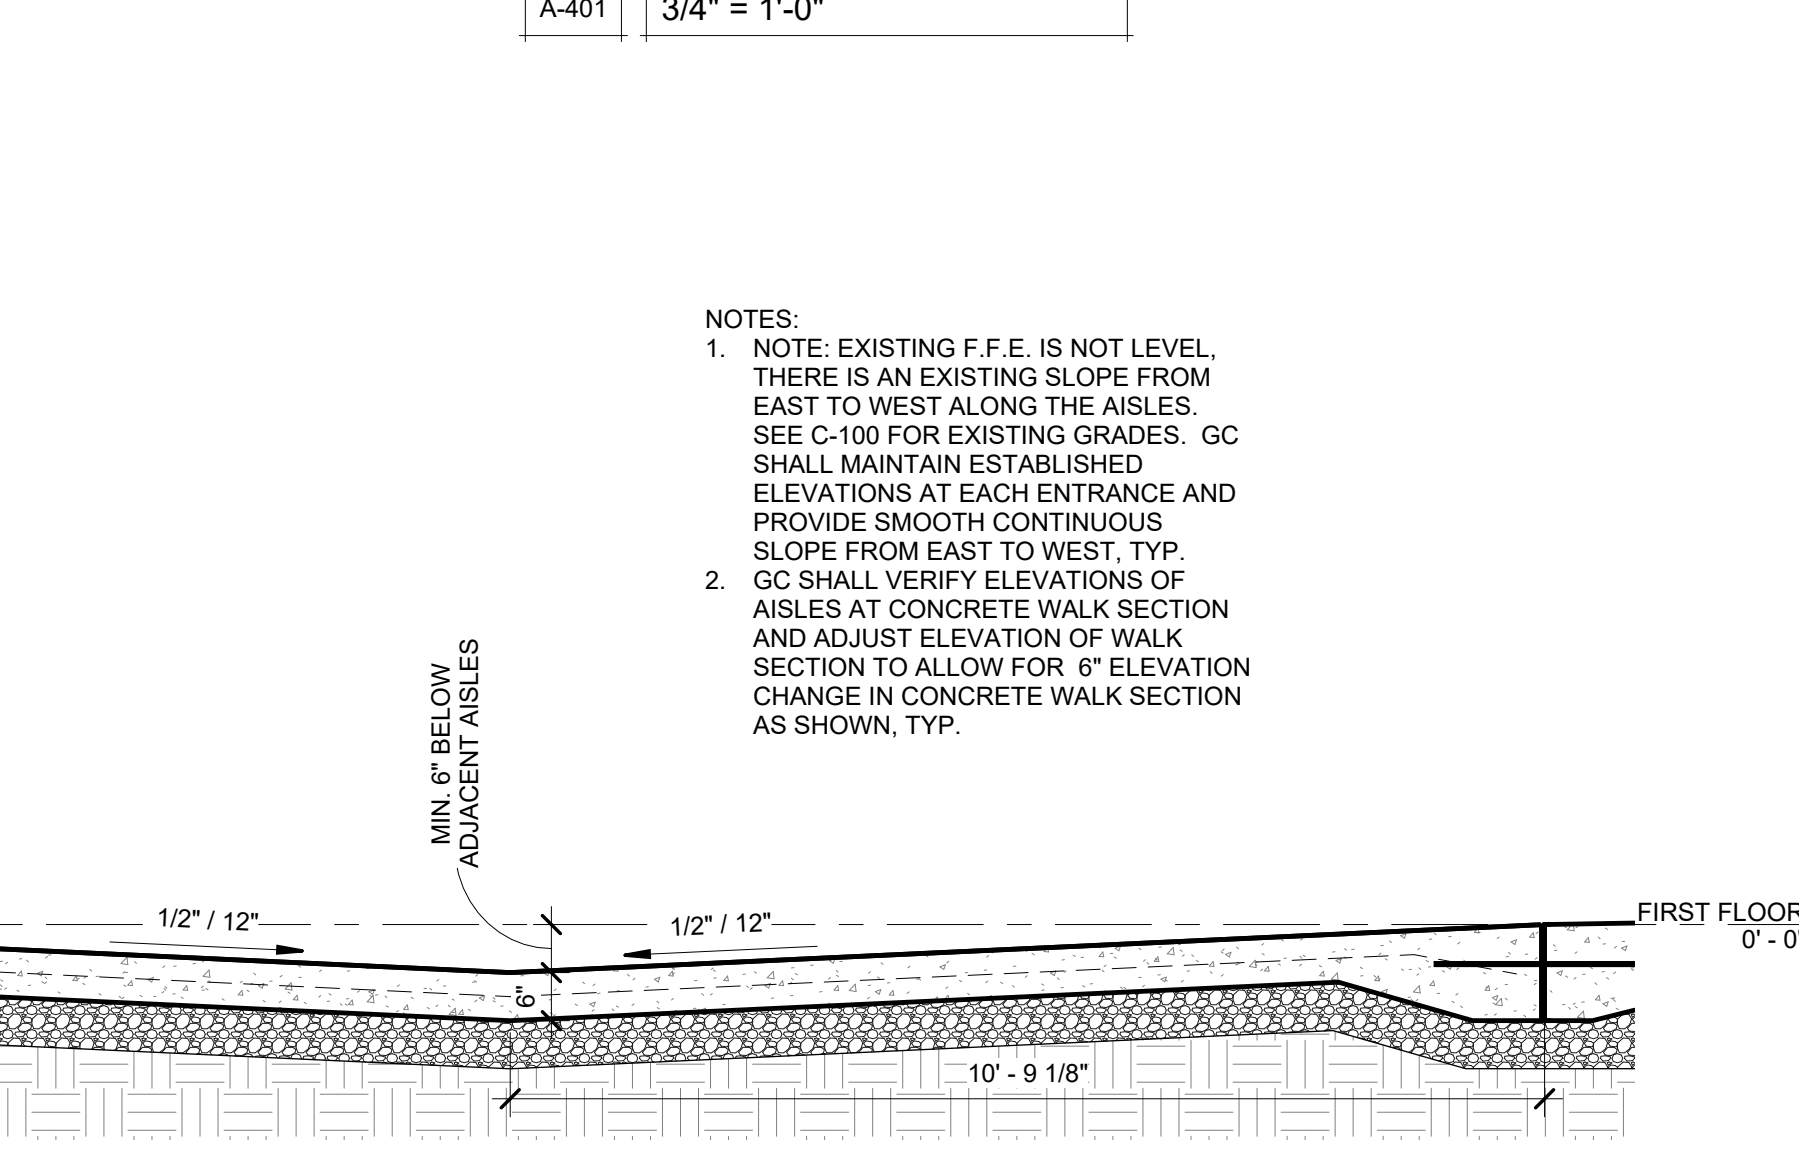 A-401
3/4" = 1'-0"
NOTES:
1. NOTE: EXISTING F.F.E. IS NOT LEVEL,
THERE IS AN EXISTING SLOPE FROM
EAST TO WEST ALONG THE AISLES.
SEE C-100 FOR EXISTING GRADES.  GC
SHALL MAINTAIN ESTABLISHED
ELEVATIONS AT EACH ENTRANCE AND
PROVIDE SMOOTH CONTINUOUS
SLOPE FROM EAST TO WEST, TYP.
2. GC SHALL VERIFY ELEVATIONS OF
AISLES AT CONCRETE WALK SECTION
AND ADJUST ELEVATION OF WALK
SECTION TO ALLOW FOR  6" ELEVATION
CHANGE IN CONCRETE WALK SECTION
AS SHOWN, TYP.
MIN. 6" BELOW
ADJACENT AISLES
1/2" / 12"
1/2" / 12"
FIRST FLOOR
0' - 0"
6"
10' - 9 1/8"